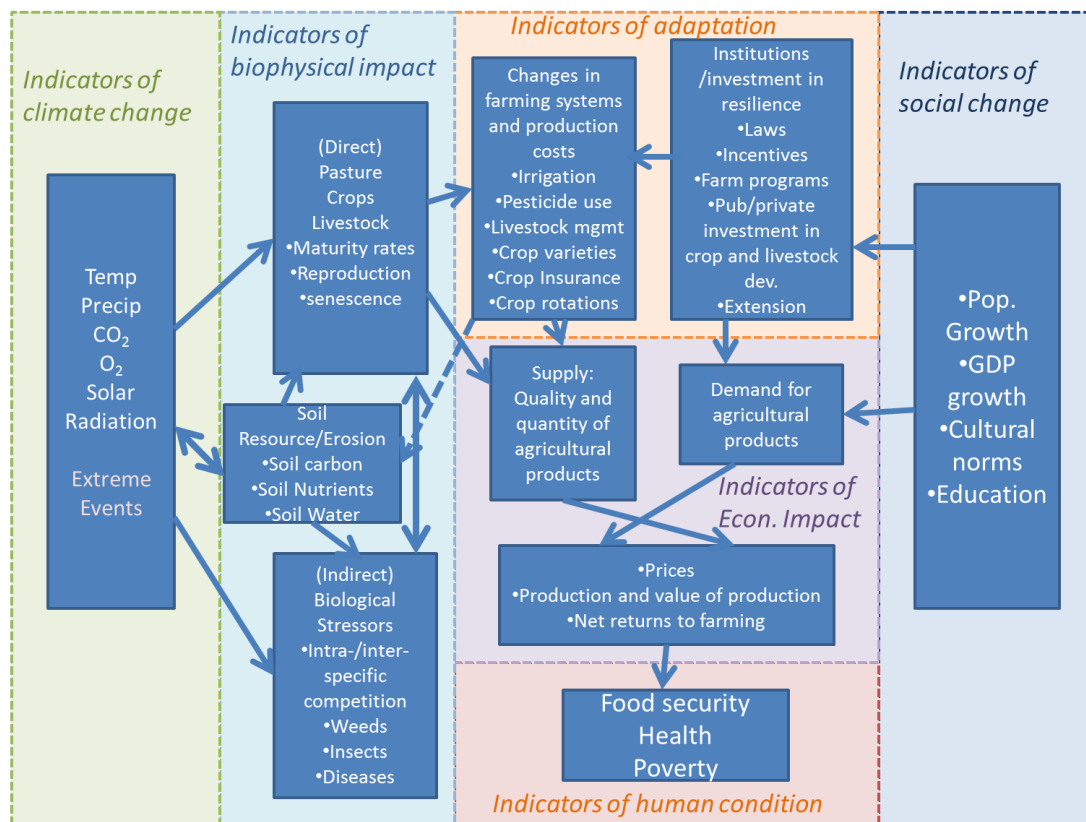 Indicators of
climate change
Temp
Precip
CO₂
O₂
Solar
Radiation
Extreme
Events
Indicators of
biophysical impact
(Direct)
Pasture
Crops
Livestock
•Maturity rates
•Reproduction
•senescence
Soil
Resource/Erosion
•Soil carbon
•Soil Nutrients
•Soil Water
(Indirect)
Biological
Stressors
•Intra-/inter-
specific
competition
•Weeds
•Insects
•Diseases
Indicators of adaptation
Changes in
farming systems
and production
costs
•Irrigation
•Pesticide use
•Livestock mgmt
•Crop varieties
•Crop Insurance
•Crop rotations
Institutions
/investment in
resilience
•Laws
•Incentives
•Farm programs
•Pub/private
investment in
crop and livestock
dev.
•Extension
Supply:
Quality and
quantity of
agricultural
products
Demand for
agricultural
products
Indicators of
Econ. Impact
•Prices
•Production and value of production
•Net returns to farming
Food security
Health
Poverty
Indicators of human condition
Indicators of
social change
•Pop.
Growth
•GDP
growth
•Cultural
norms
•Education